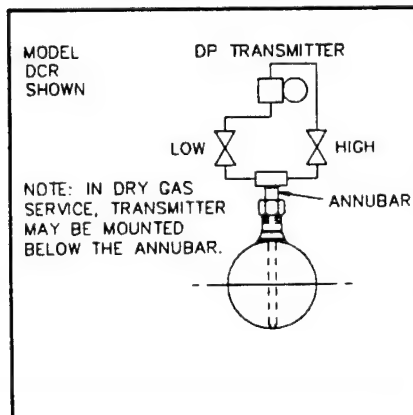 MODEL
DCR
SHOWN
DP TRANSMITTER
LOW
HIGH
NOTE: IN DRY GAS
SERVICE, TRANSMITTER
MAY BE MOUNTED
BELOW THE ANNUBAR.
ANNUBAR